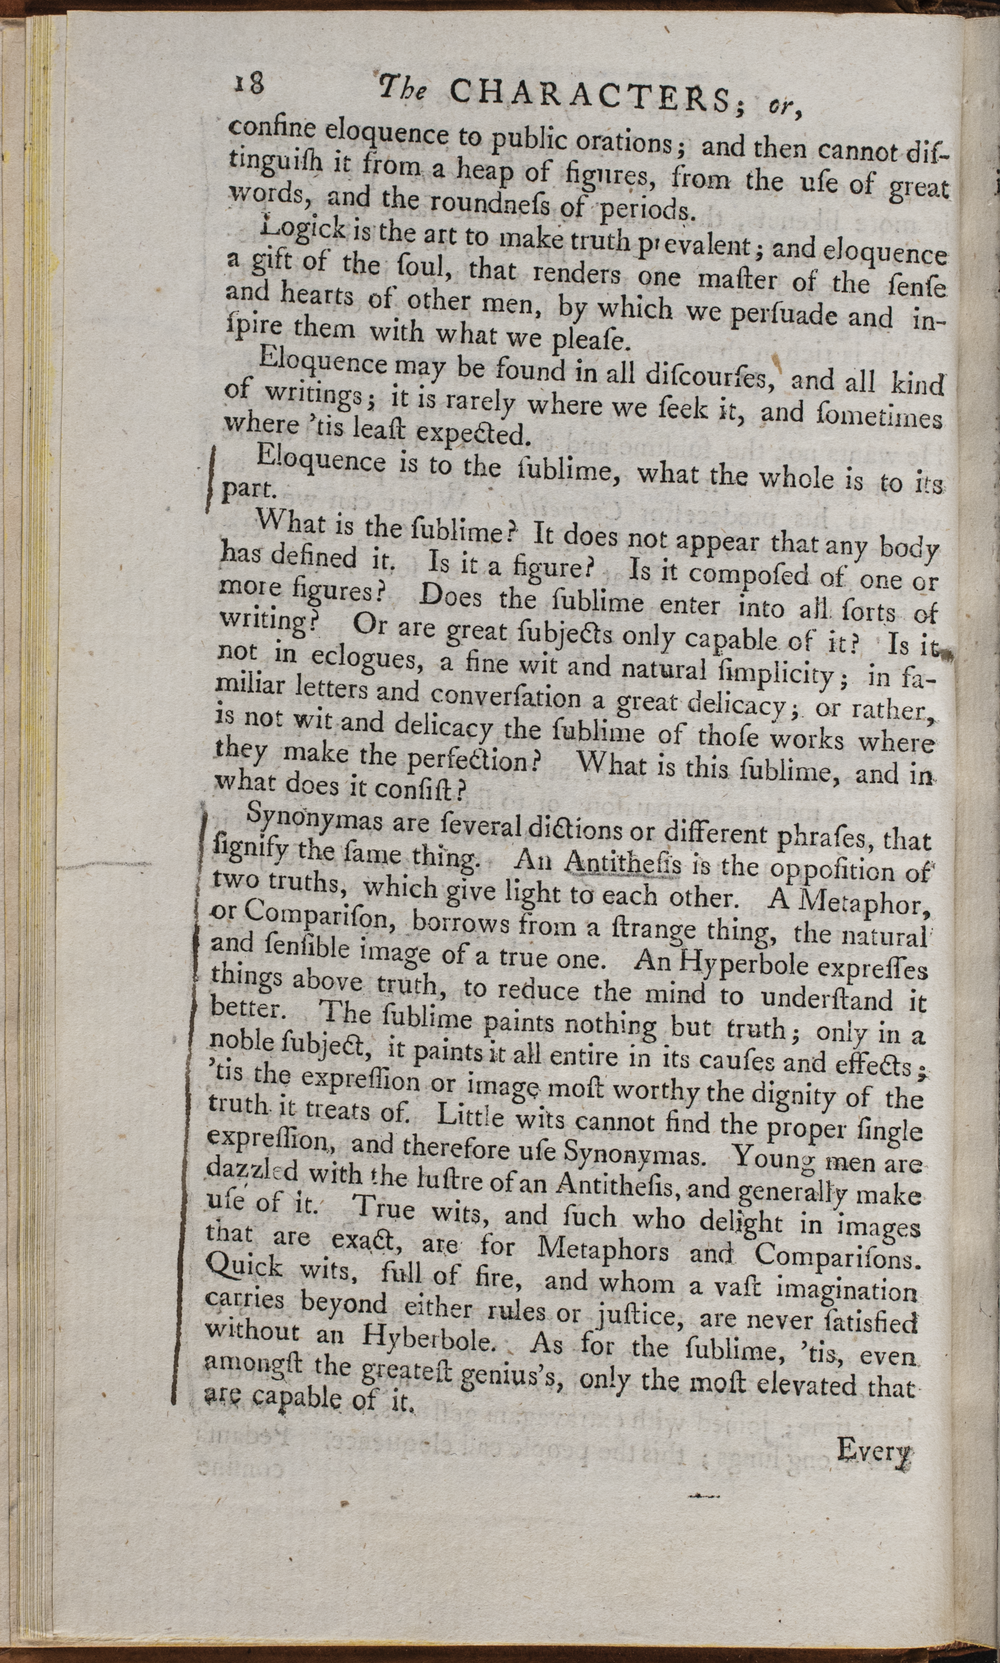 18 The CHARACTERS; or,
confine eloquence to public orations; and then cannot diſ-
tinguiſh it from a heap of figures, from the uſe of great
words, and the roundneſs of periods.
Logick is the art to make truth prevalent; and eloquence
a gift of the ſoul, that renders one maſter of the ſenſe
and hearts of other men, by which we perſuade and in-
ſpire them with what we pleaſe.
Eloquence may be found in all diſcourſes, and all kind
of writings; it is rarely where we ſeek it, and ſometimes
where ’tis leaſt expected.
Eloquence is to the ſublime, what the whole is to its
part.
What is the ſublime? It does not appear that any body
has defined it. Is it a figure? Is it compoſed of one or
more figures? Does the ſublime enter into all ſorts of
writing? Or are great ſubjects only capable of it? Is it
not in eclogues, a fine wit and natural ſimplicity; in fa-
miliar letters and converſation a great delicacy; or rather,
is not wit and delicacy the ſublime of thoſe works where
they make the perfection? What is this ſublime, and in
what does it conſiſt?
Synonymas are ſeveral dictions or different phraſes, that
ſignify the ſame thing. An Antitheſis is the oppoſition of
two truths, which give light to each other. A Metaphor,
or Compariſon, borrows from a ſtrange thing, the natural
and ſenſible image of a true one. An Hyperbole expreſſes
things above truth, to reduce the mind to underſtand it
better. The ſublime paints nothing but truth; only in a
noble ſubject, it paints it all entire in its cauſes and effects;
’tis the expreſſion or image moſt worthy the dignity of the
truth it treats of. Little wits cannot find the proper ſingle
expreſſion, and therefore uſe Synonymas. Young men are
dazzled with the luſtre of an Antitheſis, and generally make
uſe of it. True wits, and ſuch who delight in images
that are exact, are for Metaphors and Compariſons.
Quick wits, full of fire, and whom a vaſt imagination
carries beyond either rules or juſtice, are never ſatisfied
without an Hyberbole. As for the ſublime, ’tis, even
amongſt the greateſt genius’s, only the moſt elevated that
are capable of it.
Every